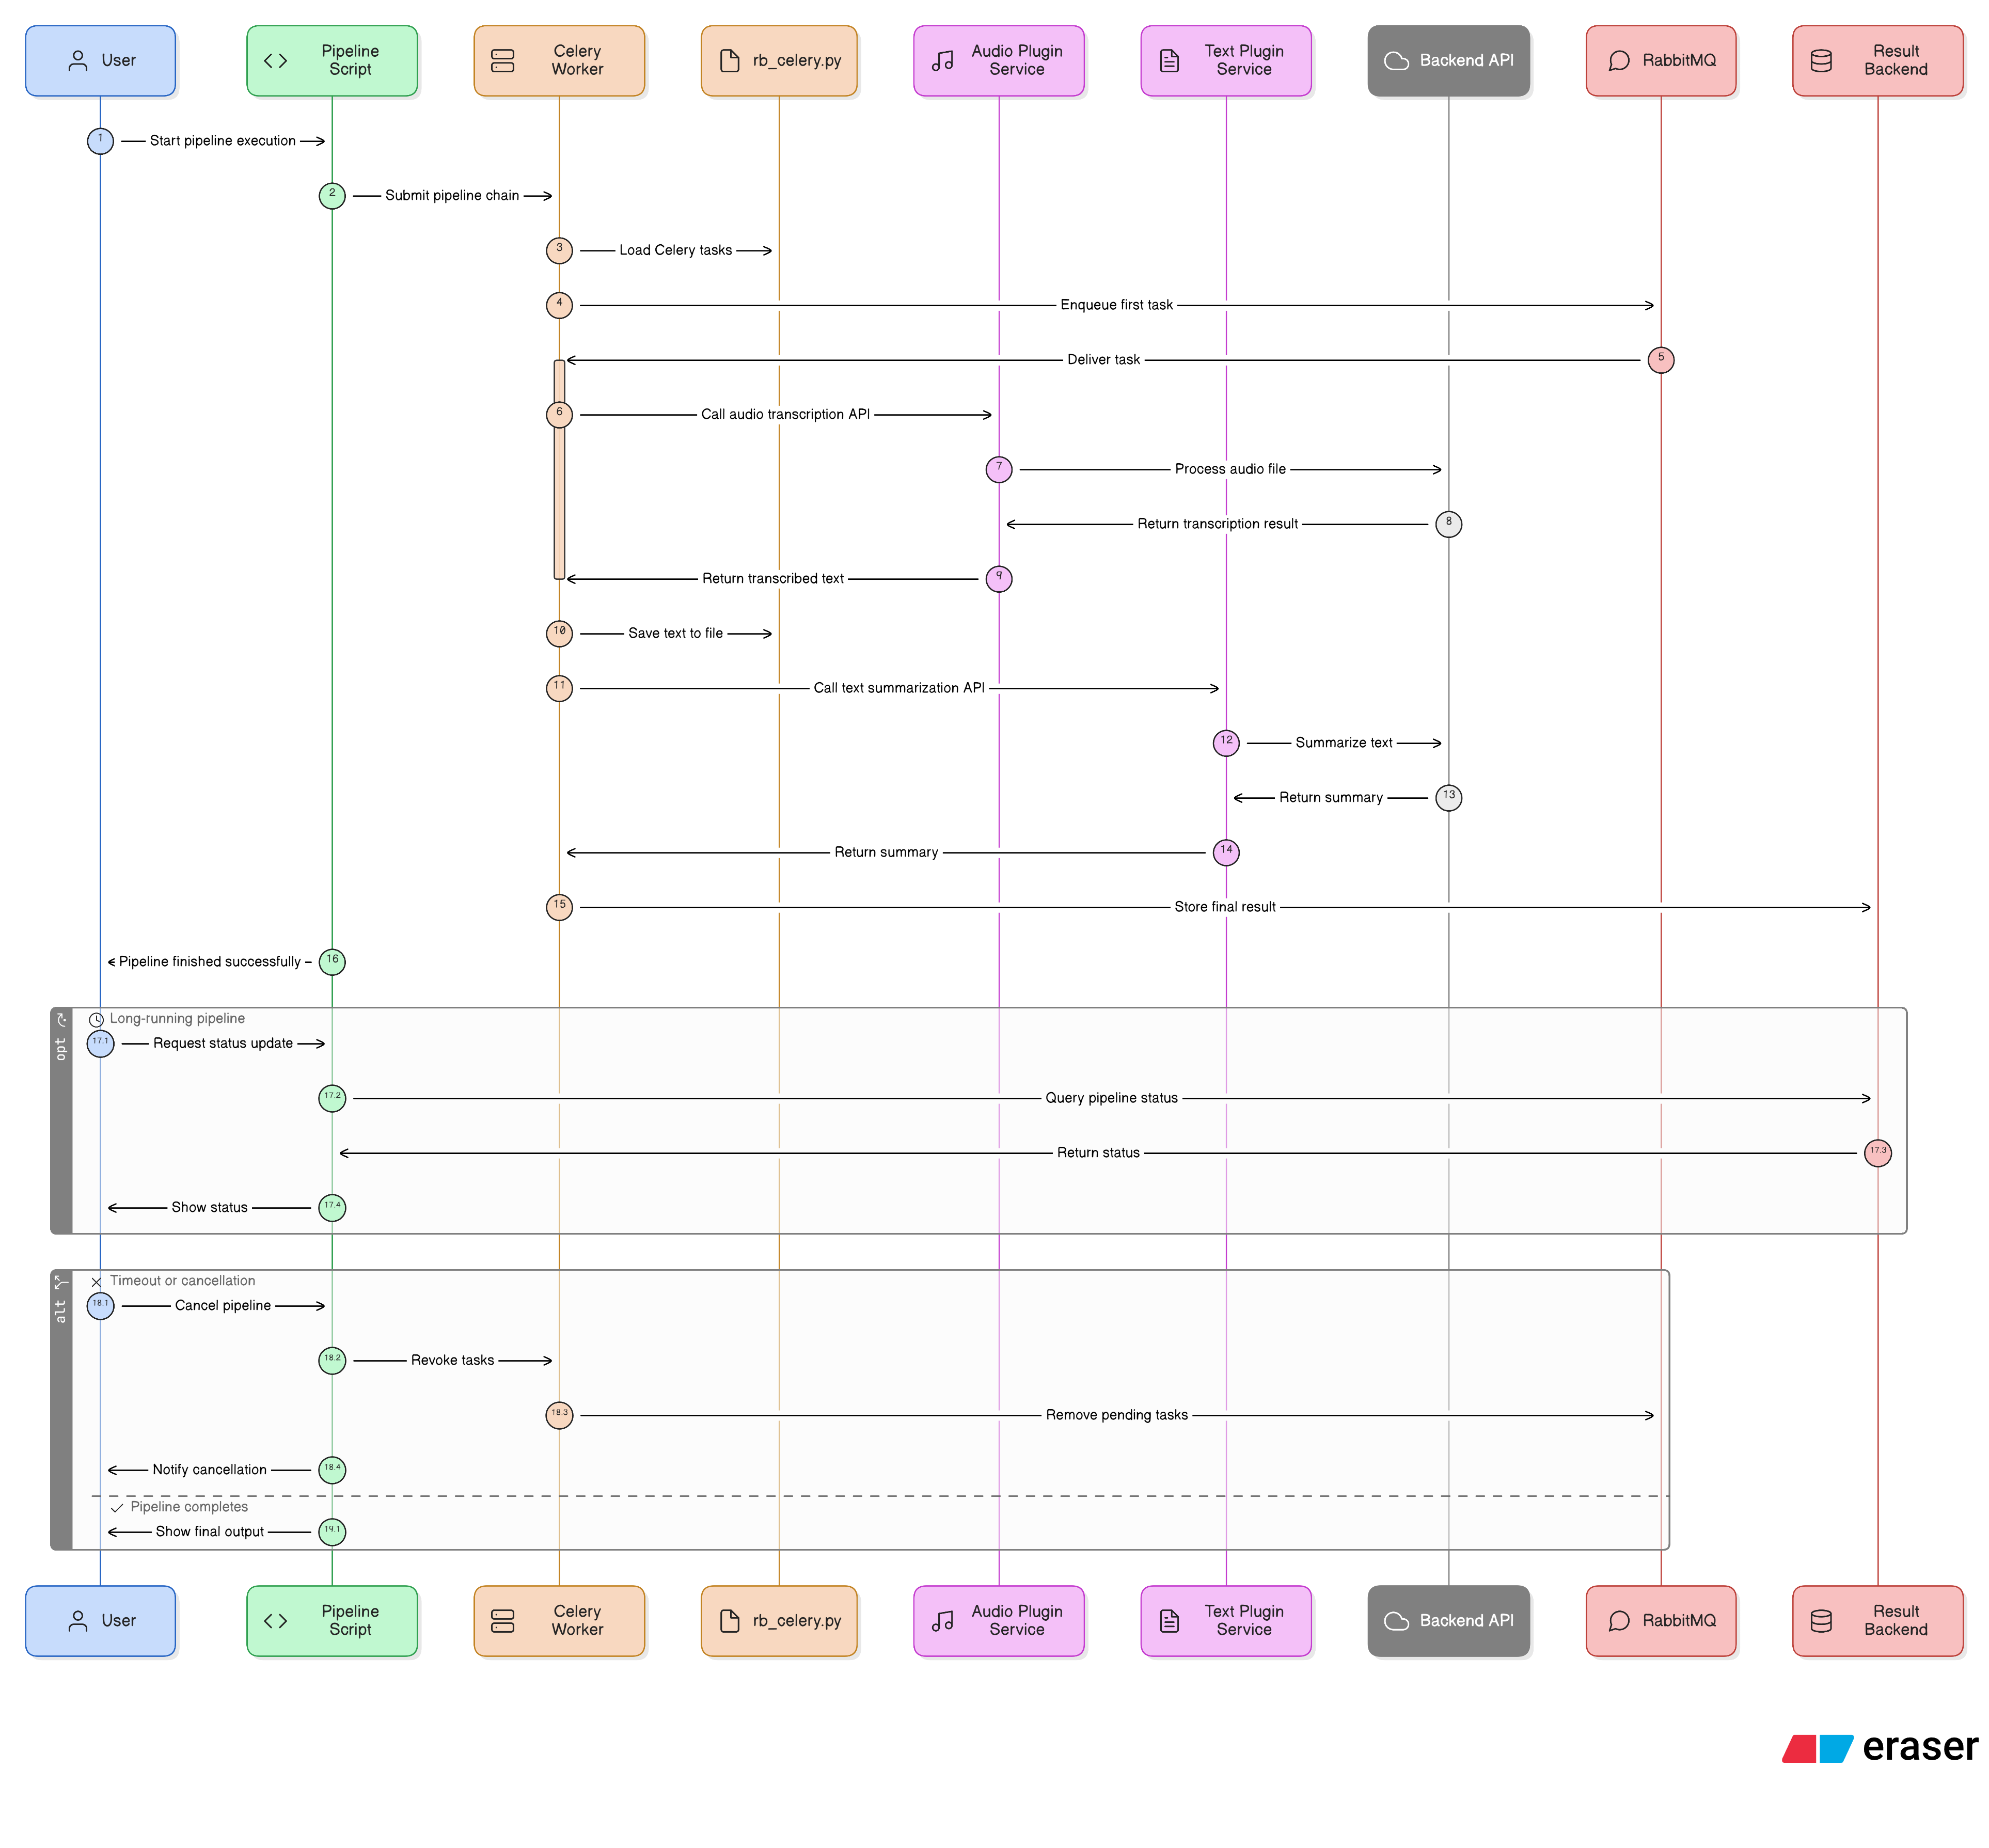 User
Pipeline
Script
Celery
Worker
rb_celery.py
Audio Plugin
Service
Text Plugin
Service
Backend API
RabbitMQ
Result
Backend
1
Start pipeline execution
2
Submit pipeline chain
3
Load Celery tasks
4
Enqueue first task
Deliver task
5
6
Call audio transcription API
7
Process audio file
Return transcription result
8
Return transcribed text
9
10
Save text to file
11
Call text summarization API
12
Summarize text
Return summary
13
Return summary
14
15
Store final result
Pipeline finished successfully
16
opt
Long-running pipeline
17.1
Request status update
17.2
Query pipeline status
Return status
17.3
Show status
17.4
alt
Timeout or cancellation
18.1
Cancel pipeline
18.2
Revoke tasks
18.3
Remove pending tasks
Notify cancellation
18.4
Pipeline completes
Show final output
19.1
User
Pipeline
Script
Celery
Worker
rb_celery.py
Audio Plugin
Service
Text Plugin
Service
Backend API
RabbitMQ
Result
Backend
eraser